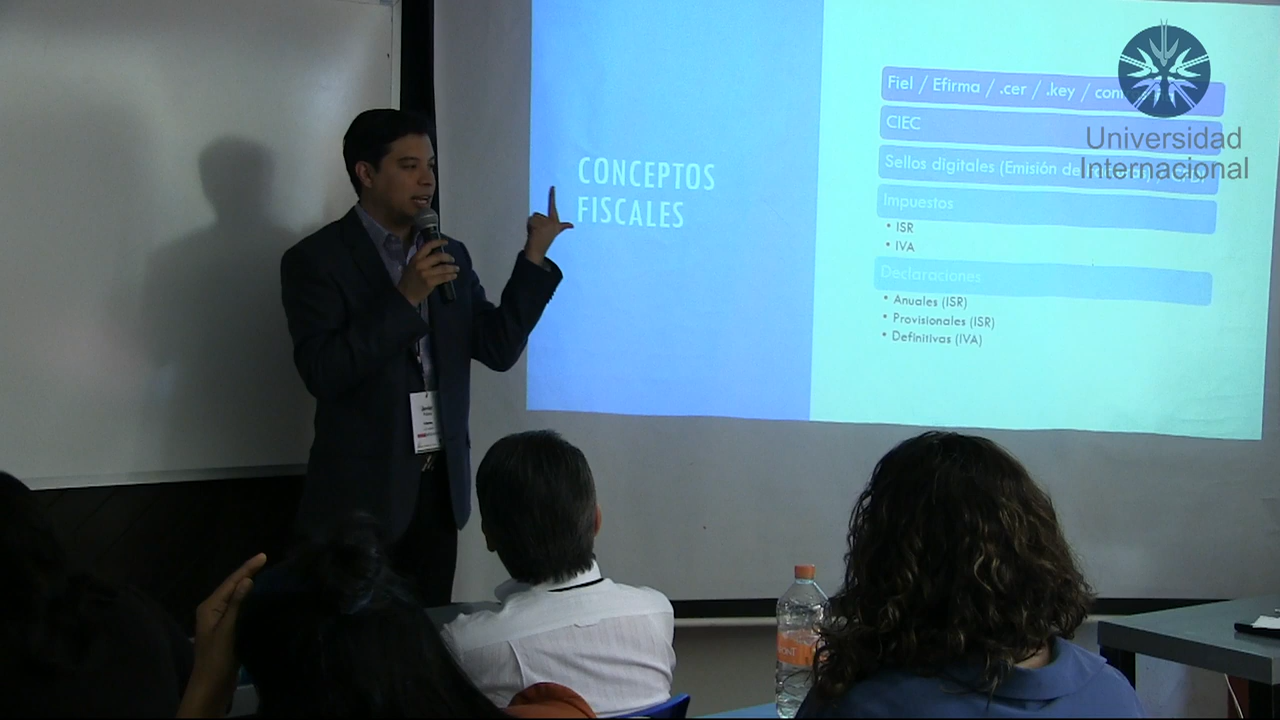 CONCEPTOS
FISCALES
Fiel / Efirma / .cer / .key /
CIEC
Sellos digitales (Emisión de
Impuestos
• ISR
• IVA
Declaraciones
• Anuales (ISR)
• Provisionales (ISR)
• Definitivas (IVA)
Universidad
Internacional